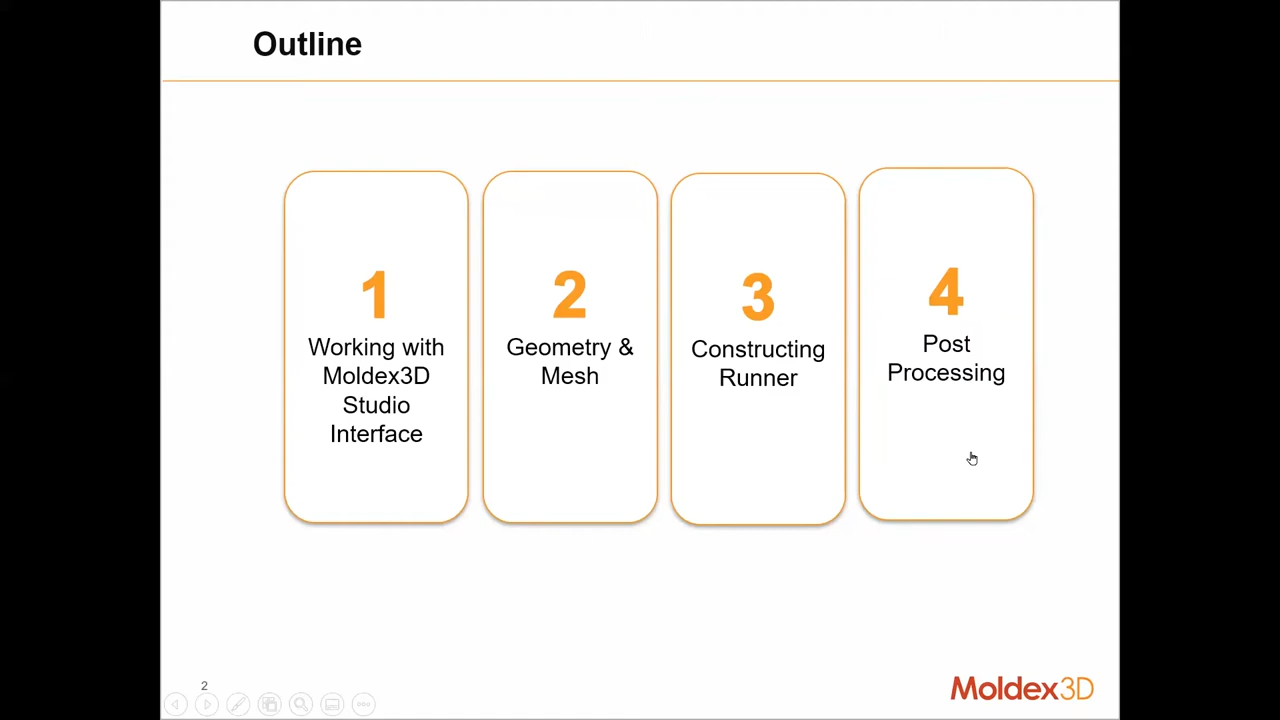 Outline
1
Working with
Moldex3D
Studio
Interface
2
Geometry &
Mesh
3
Constructing
Runner
4
Post
Processing
2
Moldex3D